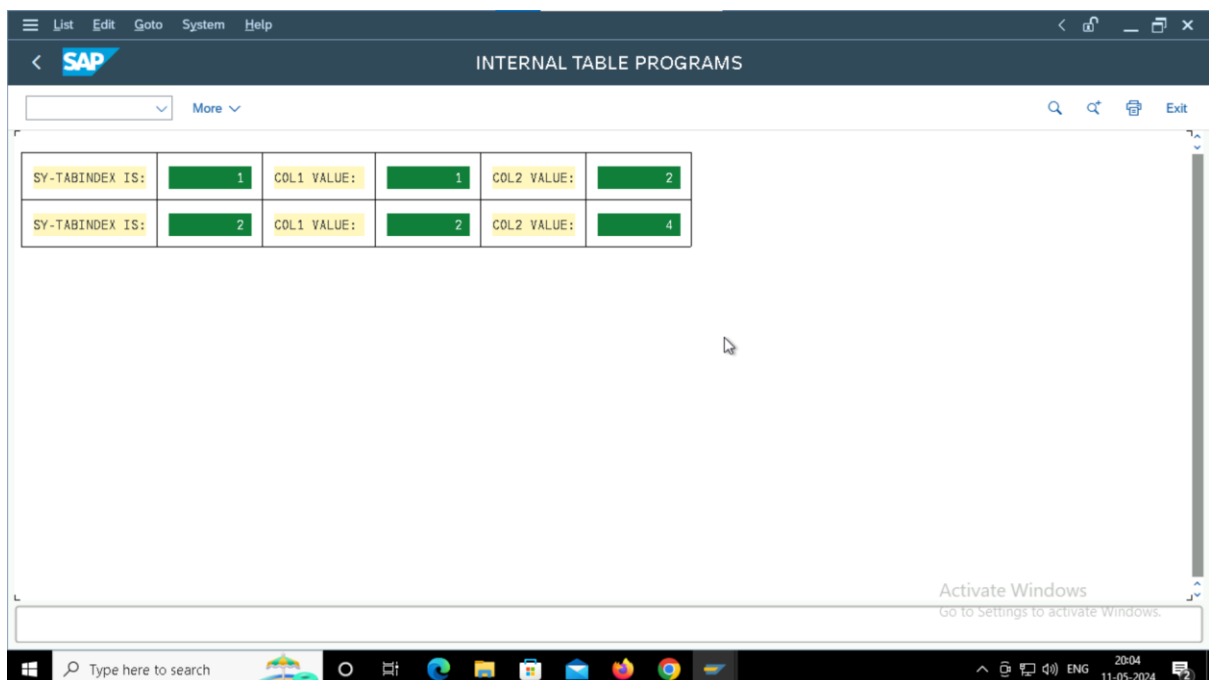 List Edit Goto System Help
SAP INTERNAL TABLE PROGRAMS
More Exit
SY-TABINDEX IS: 1 COL1 VALUE: 1 COL2 VALUE: 2
SY-TABINDEX IS: 2 COL1 VALUE: 2 COL2 VALUE: 4
Activate Windows
Go to Settings to activate Windows.
Type here to search ENG 20:04
11-05-2024 2